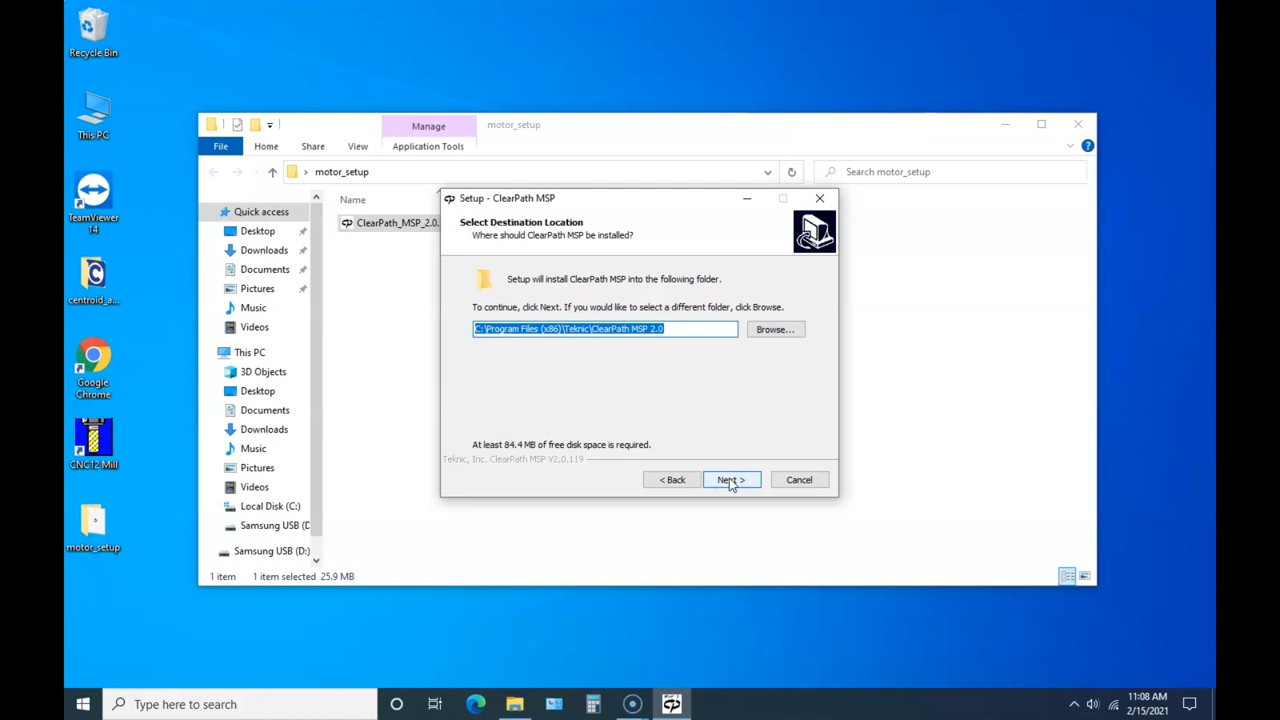 Recycle Bin
This PC
TeamViewer
14
centroid_a...
Google
Chrome
CNC12 Mill
motor_setup
Manage
motor_setup
File
Home
Share
View
Application Tools
motor_setup
Search motor_setup
Quick access
Desktop
Downloads
Documents
Pictures
Music
Videos
This PC
3D Objects
Desktop
Documents
Downloads
Music
Pictures
Videos
Local Disk (C:)
Samsung USB (D
Samsung USB (D:)
Name
ClearPath_MSP_2.0.
1 item
1 item selected 25.9 MB
Setup - ClearPath MSP
Select Destination Location
Where should ClearPath MSP be installed?
Setup will install ClearPath MSP into the following folder.
To continue, click Next. If you would like to select a different folder, click Browse.
C:\Program Files (x86)\Teknic\ClearPath MSP 2.0
Browse...
At least 84.4 MB of free disk space is required.
Teknic, Inc. ClearPath MSP V2.0.119
< Back
Next >
Cancel
Type here to search
11:08 AM
2/15/2021